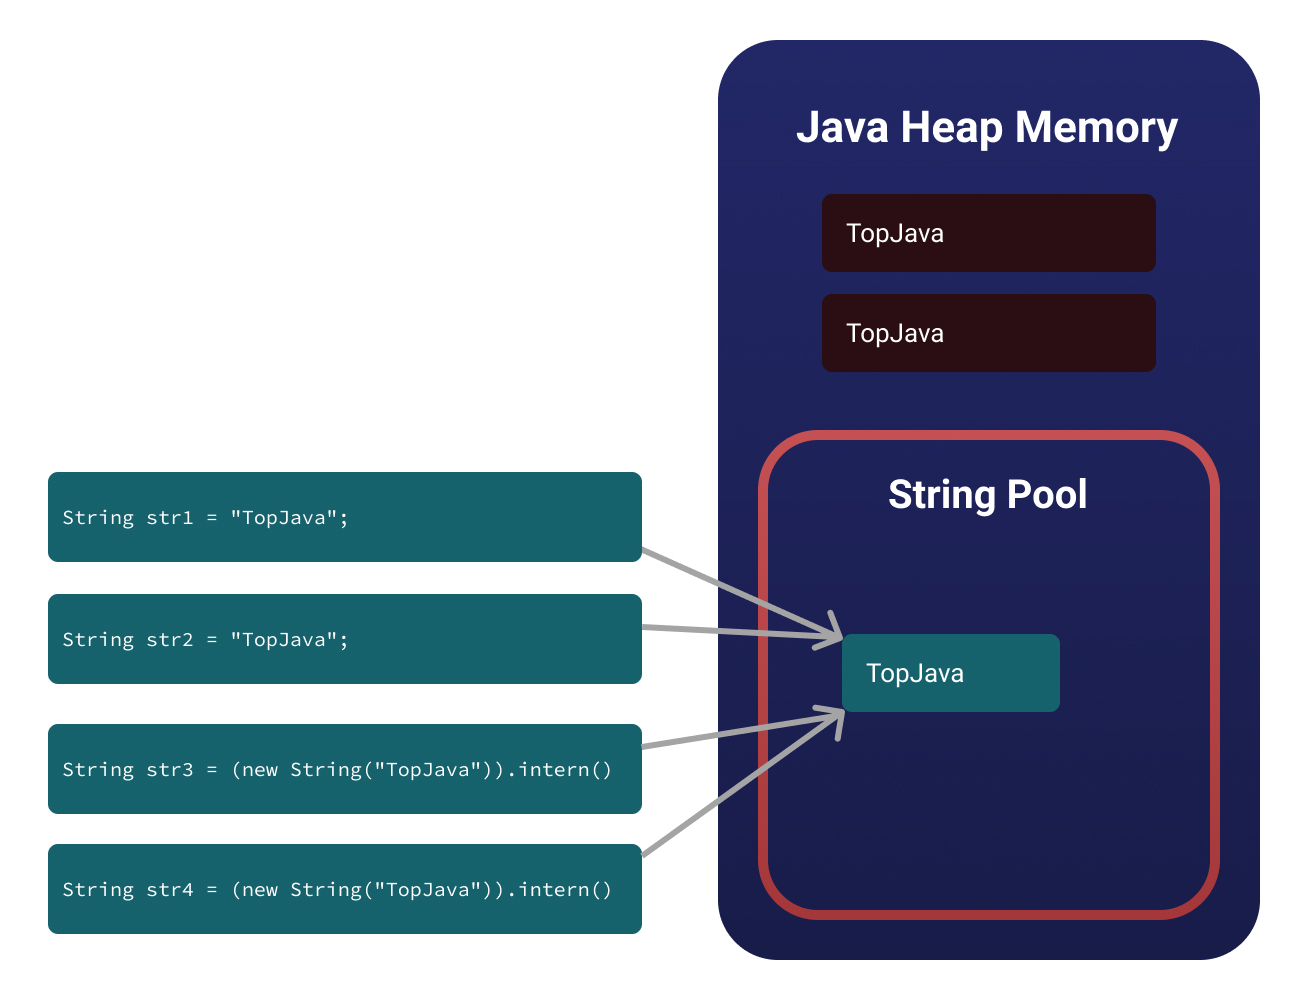 Java Heap Memory
TopJava
TopJava
String Pool
String str1 = "TopJava";
String str2 = "TopJava";
TopJava
String str3 = (new String("TopJava")).intern()
String str4 = (new String("TopJava")).intern()